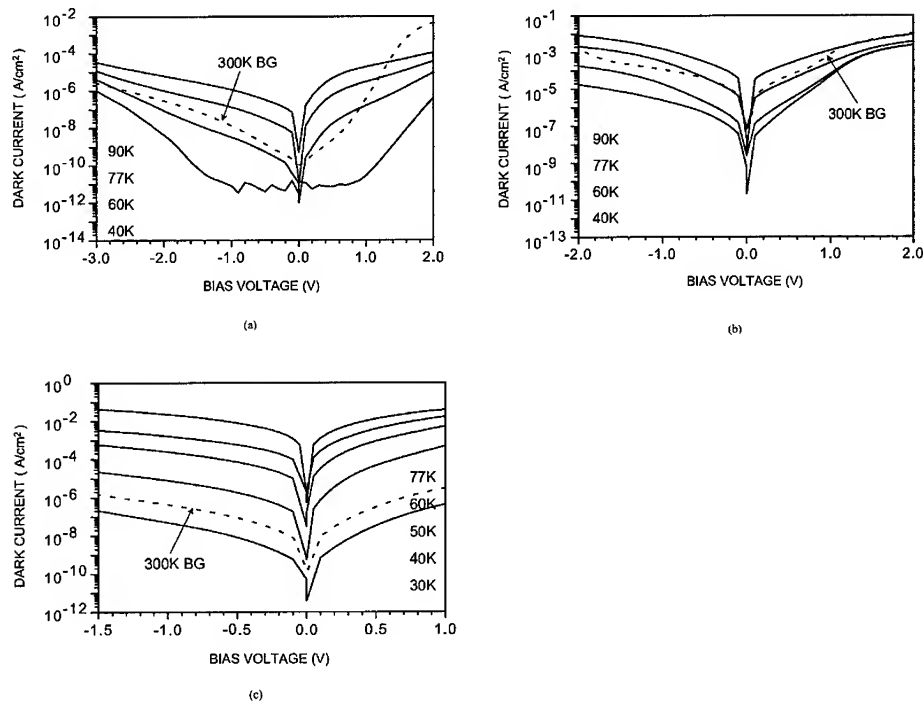 DARK CURRENT ( A/cm²)
10⁻²
10⁻⁴
10⁻⁶
10⁻⁸
10⁻¹⁰
10⁻¹²
10⁻¹⁴
300K BG
90K
77K
60K
40K
-3.0 -2.0 -1.0 0.0 1.0 2.0
BIAS VOLTAGE (V)
(a)
DARK CURRENT ( A/cm²)
10⁻¹
10⁻³
10⁻⁵
10⁻⁷
10⁻⁹
10⁻¹¹
10⁻¹³
300K BG
90K
77K
60K
40K
-2.0 -1.0 0.0 1.0 2.0
BIAS VOLTAGE (V)
(b)
DARK CURRENT ( A/cm²)
10⁰
10⁻²
10⁻⁴
10⁻⁶
10⁻⁸
10⁻¹⁰
10⁻¹²
300K BG
77K
60K
50K
40K
30K
-1.5 -1.0 -0.5 0.0 0.5 1.0
BIAS VOLTAGE (V)
(c)